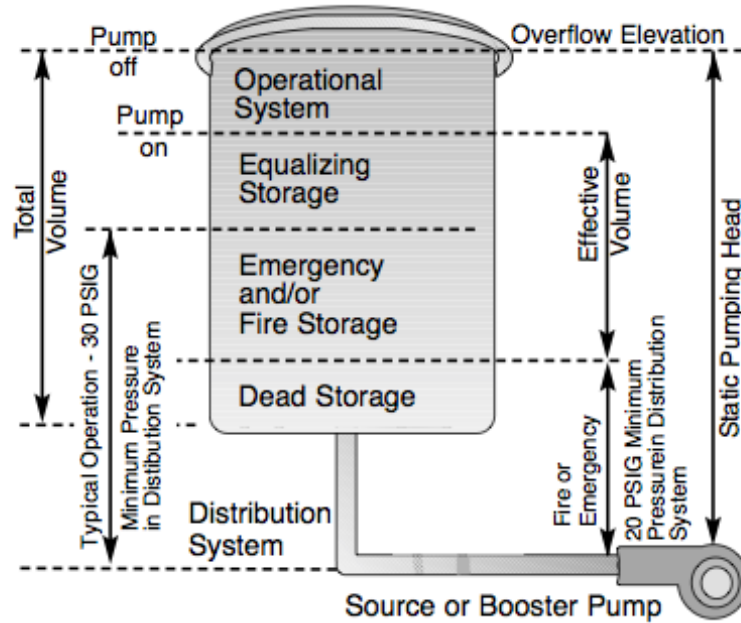 Pump
off
Overflow Elevation
Operational
System
Pump
on
Equalizing
Storage
Total
Volume
Effective
Volume
Static Pumping Head
Emergency
and/or
Fire Storage
Typical Operation - 30 PSIG
Minimum Pressure
in Distibution System
Dead Storage
Fire or
Emergency
20 PSIG Minimum
Pressurein Distribution
System
Distribution
System
Source or Booster Pump